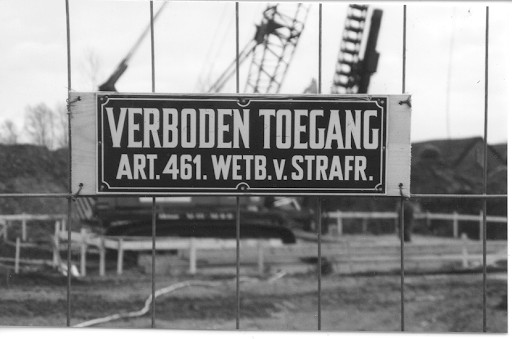 VERBODEN TOEGANG
ART. 461. WETB. v. STRAFR.